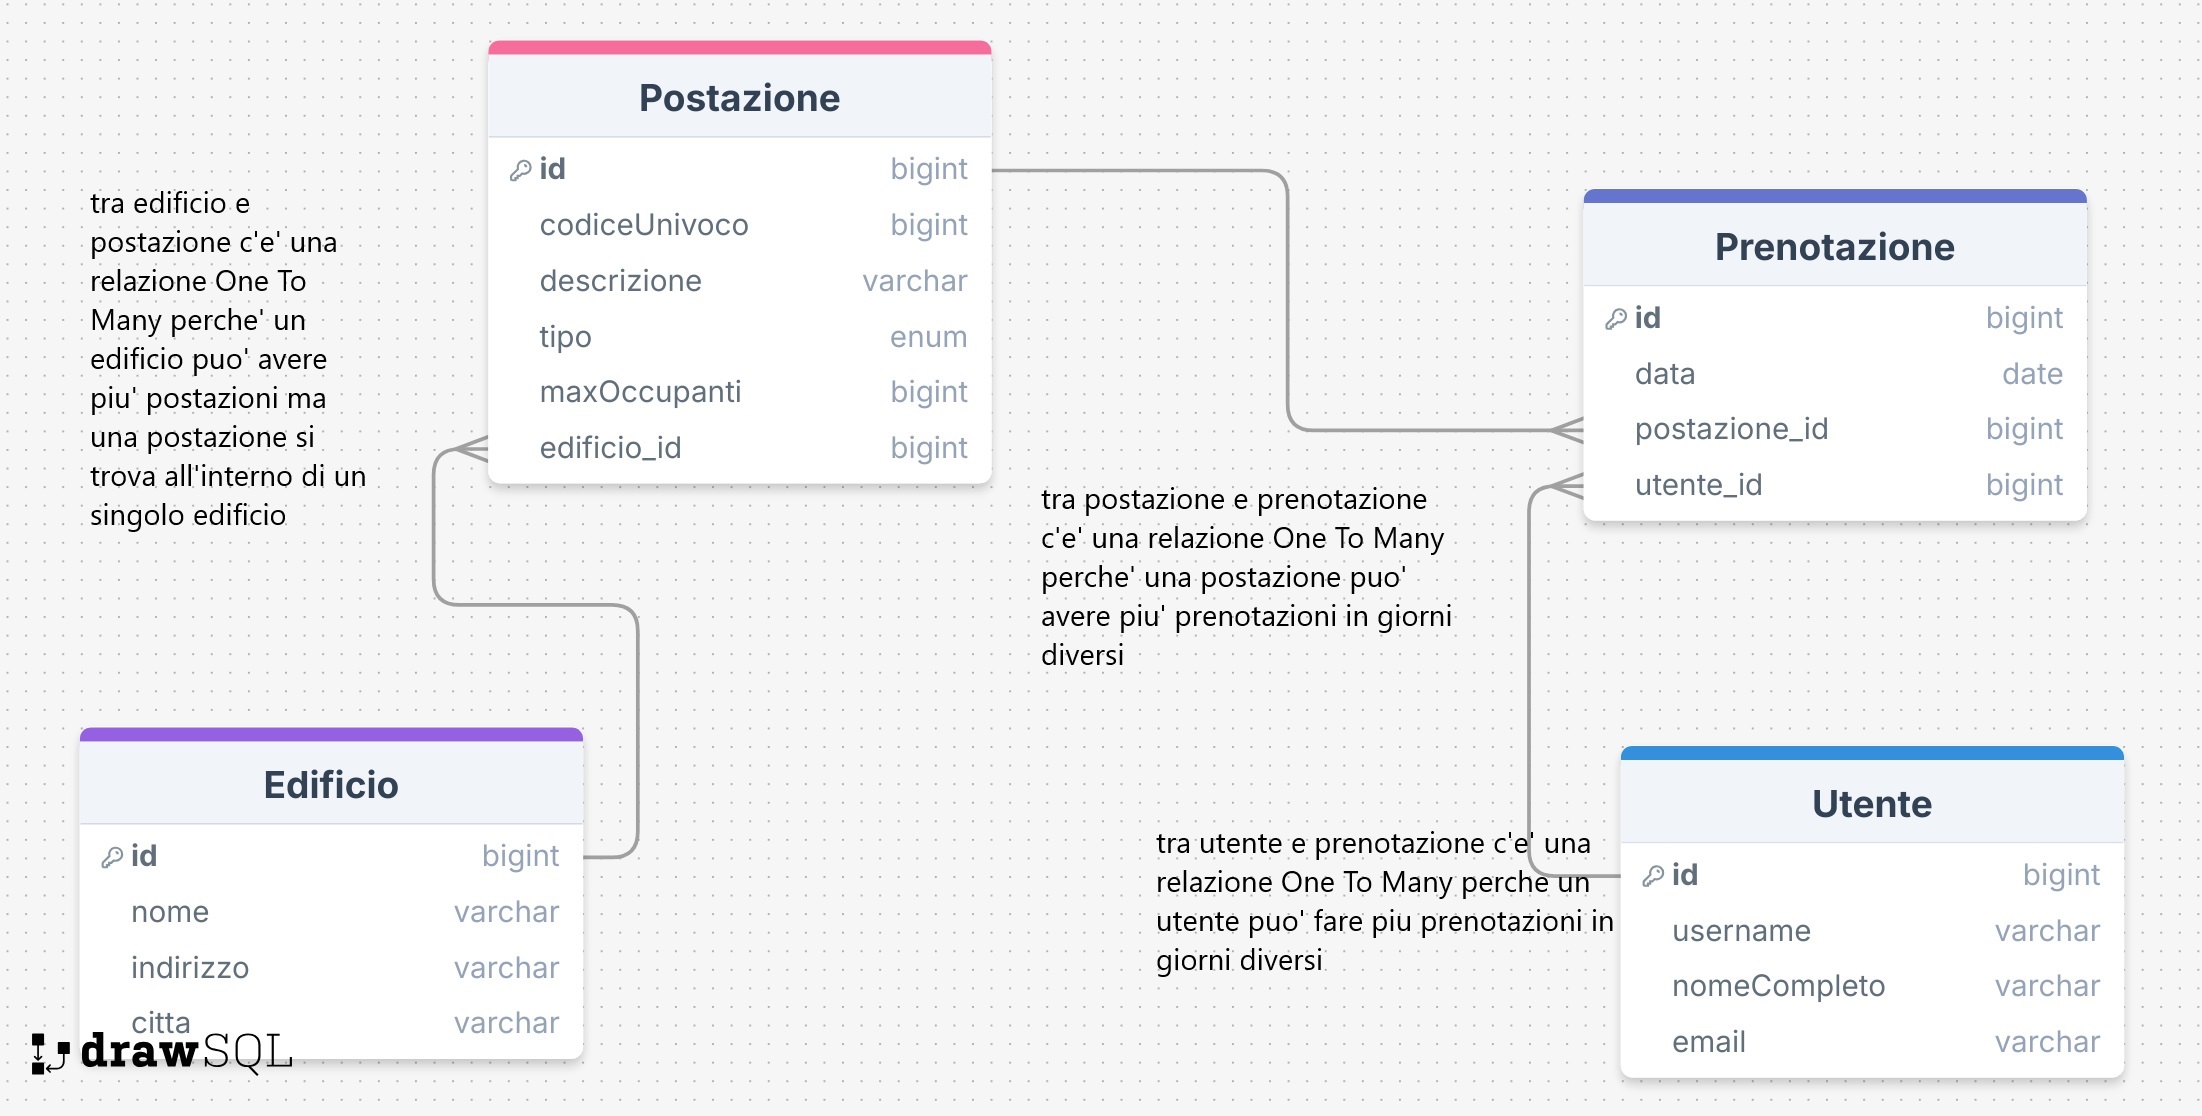 Postazione
id bigint
codiceUnivoco bigint
descrizione varchar
tipo enum
maxOccupanti bigint
edificio_id bigint
tra edificio e
postazione c'e' una
relazione One To
Many perche' un
edificio puo' avere
piu' postazioni ma
una postazione si
trova all'interno di un
singolo edificio
Prenotazione
id bigint
data date
postazione_id bigint
utente_id bigint
tra postazione e prenotazione
c'e' una relazione One To Many
perche' una postazione puo'
avere piu' prenotazioni in giorni
diversi
Edificio
id bigint
nome varchar
indirizzo varchar
citta varchar
drawSQL
tra utente e prenotazione c'e' una
relazione One To Many perche un
utente puo' fare piu prenotazioni in
giorni diversi
Utente
id bigint
username varchar
nomeCompleto varchar
email varchar